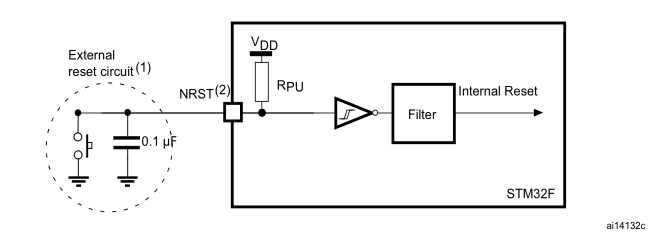 External
reset circuit(1)
NRST(2)
VDD
RPU
Filter
Internal Reset
0.1 µF
STM32F
ai14132c